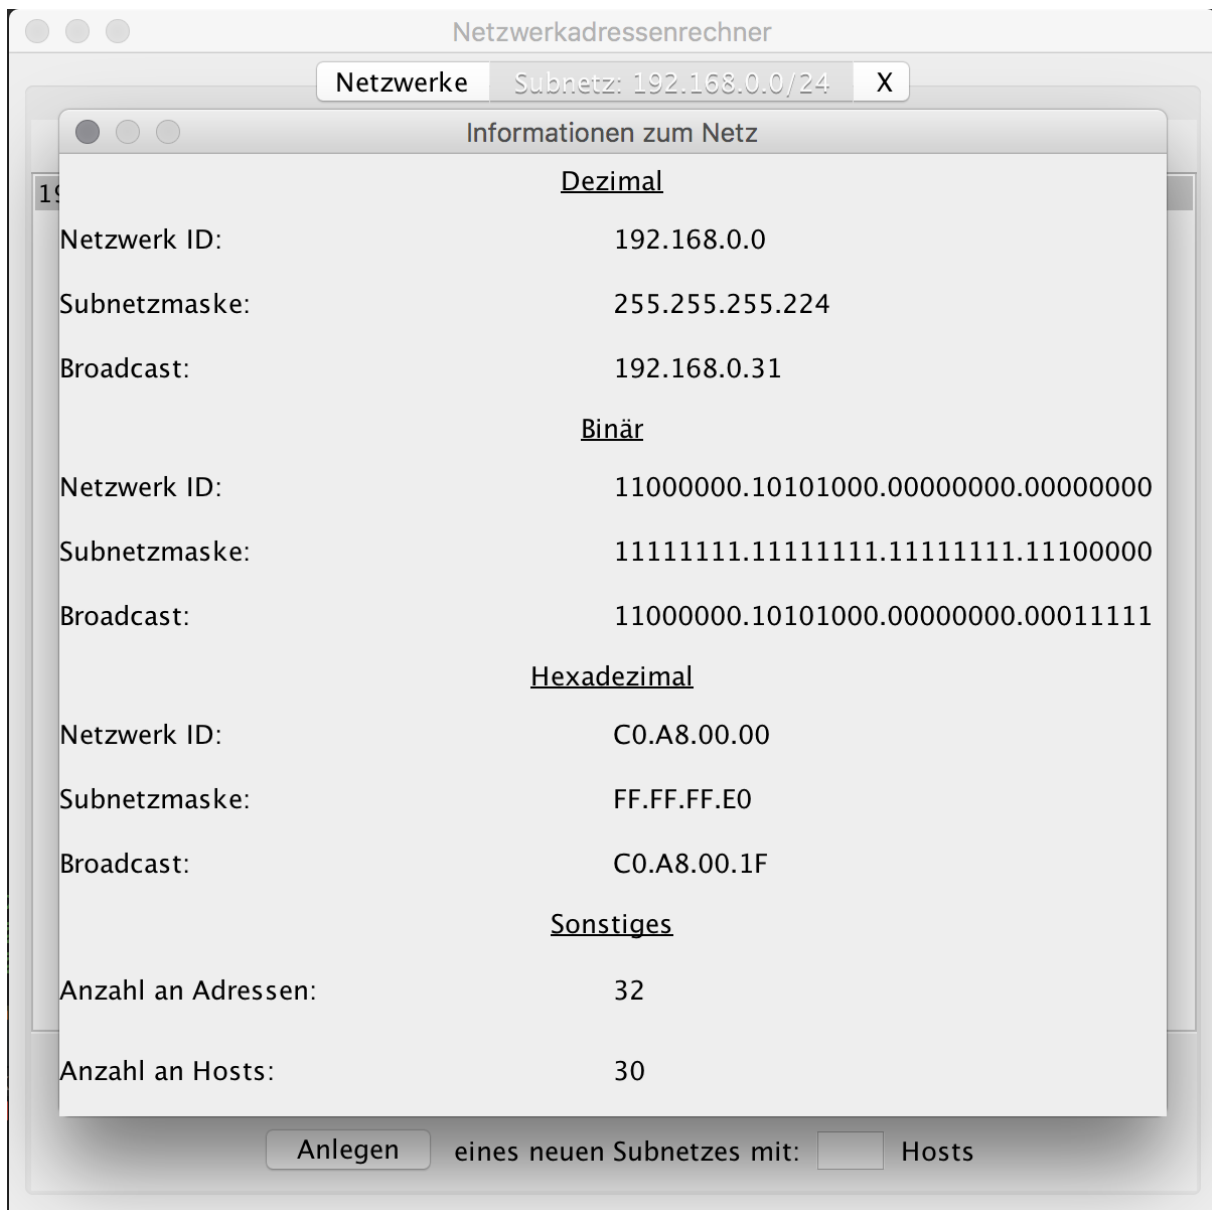 Netzwerkadressenrechner
Netzwerke Subnetz: 192.168.0.0/24 X
Informationen zum Netz
Dezimal
Netzwerk ID: 192.168.0.0
Subnetzmaske: 255.255.255.224
Broadcast: 192.168.0.31
Binär
Netzwerk ID: 11000000.10101000.00000000.00000000
Subnetzmaske: 11111111.11111111.11111111.11100000
Broadcast: 11000000.10101000.00000000.00011111
Hexadezimal
Netzwerk ID: C0.A8.00.00
Subnetzmaske: FF.FF.FF.E0
Broadcast: C0.A8.00.1F
Sonstiges
Anzahl an Adressen: 32
Anzahl an Hosts: 30
Anlegen eines neuen Subnetzes mit: Hosts